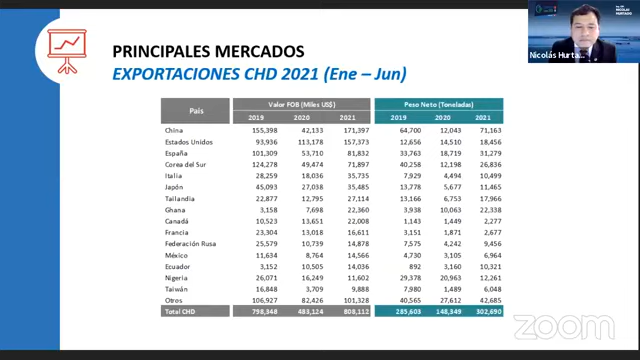 PRINCIPALES MERCADOS
EXPORTACIONES CHD 2021 (Ene – Jun)
País Valor FOB (Miles US$) Peso Neto (Toneladas)
2019 2020 2021 2019 2020 2021
China 155,398 42,133 171,397 64,700 12,043 71,163
Estados Unidos 93,936 113,178 157,373 12,656 14,510 18,456
España 101,309 53,710 81,832 33,763 18,719 31,279
Corea del Sur 124,278 49,474 71,897 40,258 12,198 26,836
Italia 28,259 18,036 35,735 7,929 4,494 10,499
Japón 45,093 27,038 35,485 13,778 5,677 11,465
Tailandia 22,877 12,795 27,114 13,166 6,753 17,966
Ghana 3,158 7,698 22,360 3,938 10,063 22,338
Canadá 10,523 13,651 22,008 1,143 1,449 2,277
Francia 23,304 13,018 16,611 3,151 1,871 2,677
Federación Rusa 25,579 10,739 14,878 7,575 4,242 9,456
México 11,634 8,764 14,566 4,730 3,105 6,964
Ecuador 3,152 10,505 14,036 892 3,160 10,321
Nigeria 26,071 16,249 11,602 29,378 20,963 12,261
Taiwán 16,848 3,709 9,888 7,980 1,489 6,048
Otros 106,927 82,426 101,328 40,565 27,612 42,685
Total CHD 798,348 483,124 808,112 285,603 148,349 302,690
NICOLÁS
HURTADO
Nicolás Hurta...
zoom